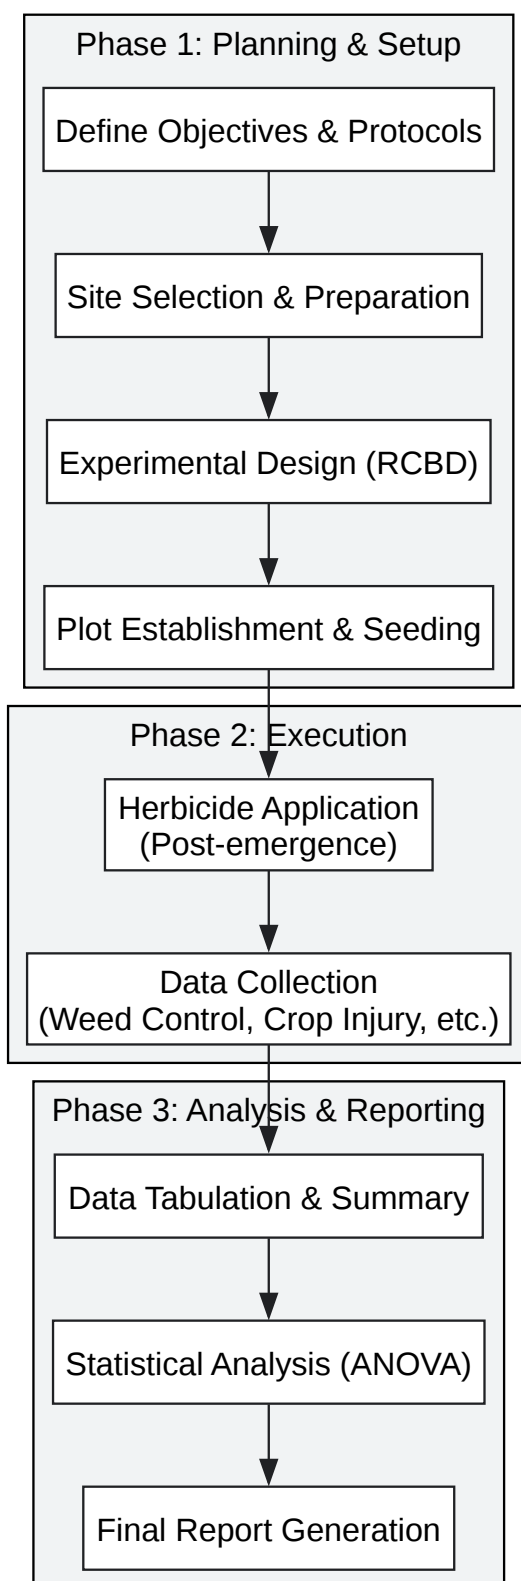 Phase 1: Planning & Setup
Define Objectives & Protocols
Site Selection & Preparation
Experimental Design (RCBD)
Plot Establishment & Seeding
Phase 2: Execution
Herbicide Application
(Post-emergence)
Data Collection
(Weed Control, Crop Injury, etc.)
Phase 3: Analysis & Reporting
Data Tabulation & Summary
Statistical Analysis (ANOVA)
Final Report Generation